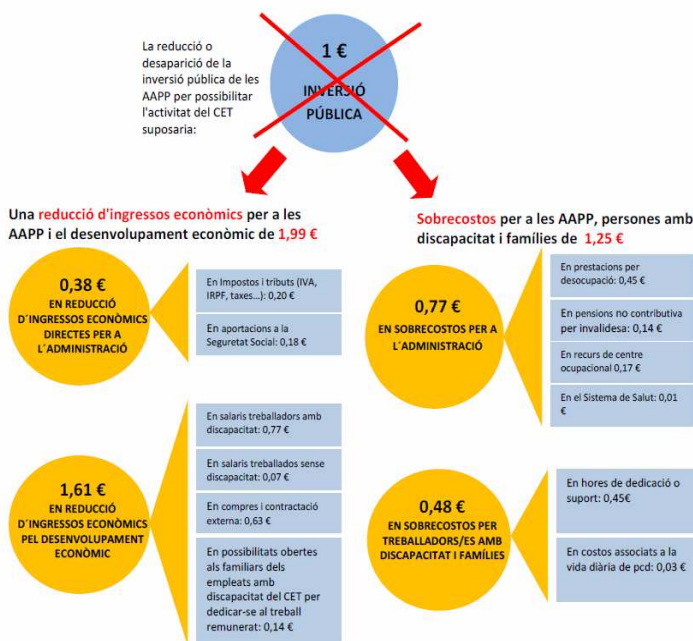 La reducció o
desaparició de la
inversió pública de les
AAPP per possibilitar
l'activitat del CET
suposaria:
1 €
INVERSIÓ
PÚBLICA
Una reducció d'ingressos econòmics per a les
AAPP i el desenvolupament econòmic de 1,99 €
0,38 €
EN REDUCCIÓ
D´INGRESSOS ECONÒMICS
DIRECTES PER A
L´ADMINISTRACIÓ
En Impostos i tributs (IVA,
IRPF, taxes...): 0,20 €
En aportacions a la
Seguretat Social: 0,18 €
1,61 €
EN REDUCCIÓ
D´INGRESSOS ECONÒMICS
PEL DESENVOLUPAMENT
ECONÒMIC
En salaris treballadors amb
discapacitat: 0,77 €
En salaris treballados sense
discapacitat: 0,07 €
En compres i contractació
externa: 0,63 €
En possibilitats obertes
als familiars dels
empleats amb
discapacitat del CET per
dedicar-se al treball
remunerat: 0,14 €
Sobrecostos per a les AAPP, persones amb
discapacitat i famílies de 1,25 €
0,77 €
EN SOBRECOSTOS PER A
L´ADMINISTRACIÓ
En prestacions per
desocupació: 0,45 €
En pensions no contributiva
per invalidesa: 0,14 €
En recurs de centre
ocupacional 0,17 €
En el Sistema de Salut: 0,01
€
0,48 €
EN SOBRECOSTOS PER
TREBALLADORS/ES AMB
DISCAPACITAT I FAMÍLIES
En hores de dedicació o
suport: 0,45€
En costos associats a la
vida diària de pcd: 0,03 €